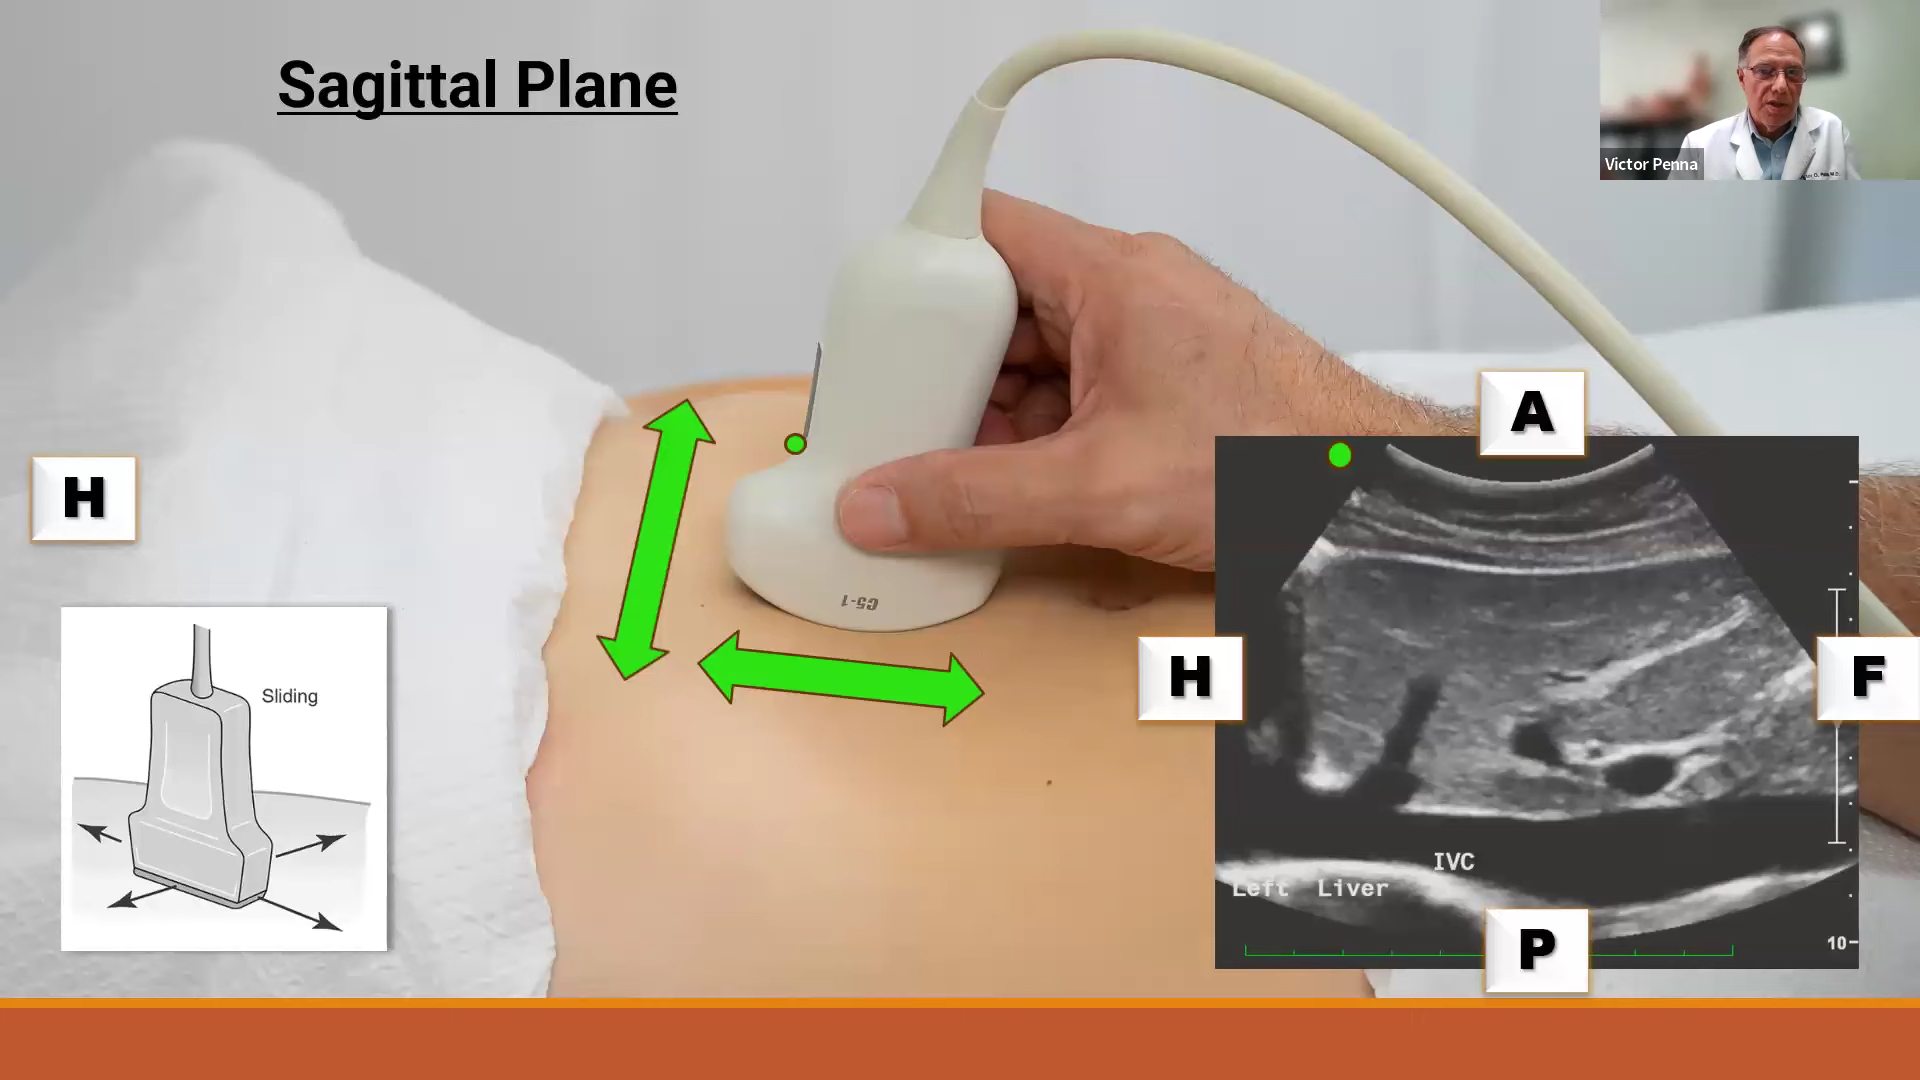 Sagittal Plane
Victor Penna
A
H
C5-1
H
F
Sliding
IVC
Left Liver
P
10